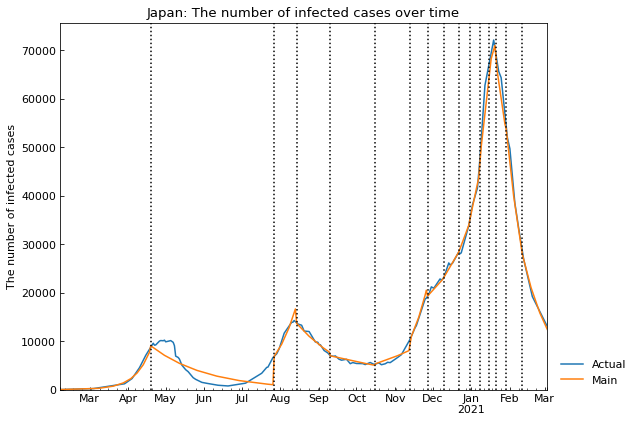 Japan: The number of infected cases over time
The number of infected cases
70000
60000
50000
40000
30000
20000
10000
0
Mar Apr May Jun Jul Aug Sep Oct Nov Dec Jan Feb Mar
2021
Actual
Main